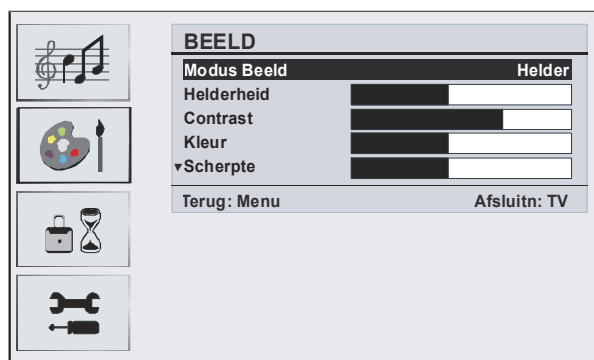 BEELD
Modus Beeld Helder
Helderheid
Contrast
Kleur
▾Scherpte
Terug: Menu Afsluitn: TV